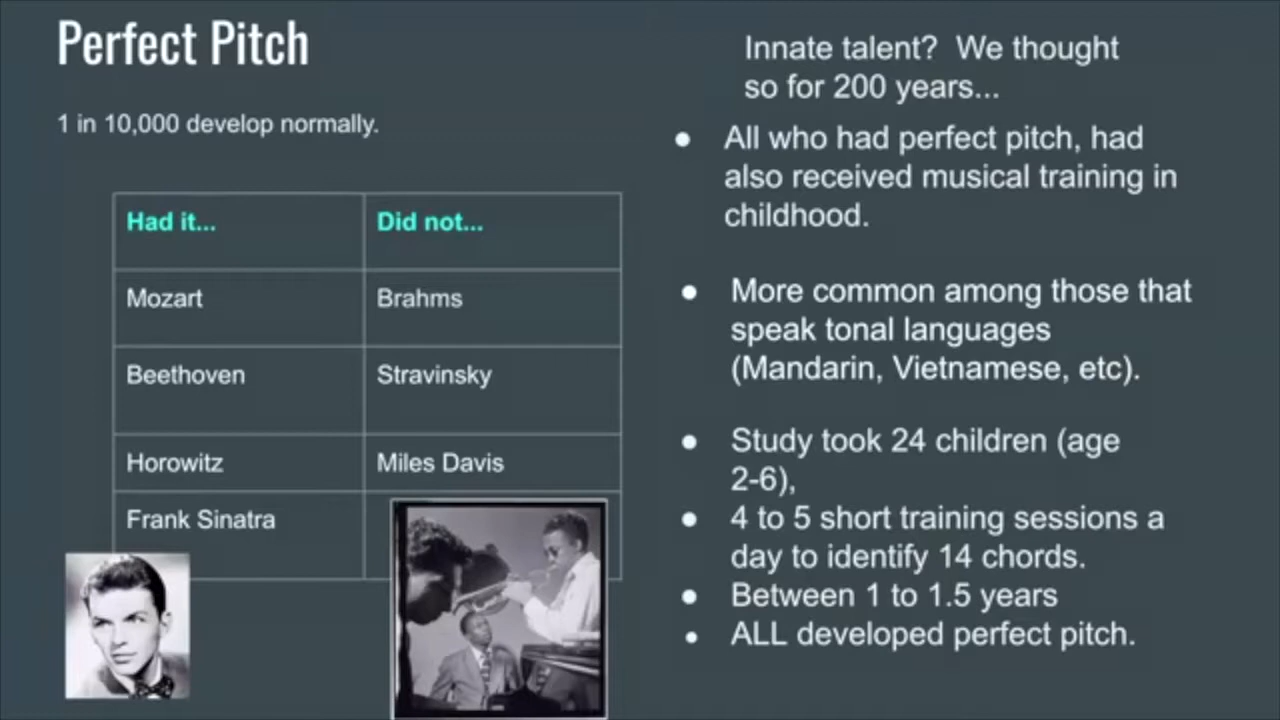 Perfect Pitch
1 in 10,000 develop normally.
Had it...
Did not...
Mozart
Brahms
Beethoven
Stravinsky
Horowitz
Miles Davis
Frank Sinatra
Innate talent?  We thought
so for 200 years...
● All who had perfect pitch, had
also received musical training in
childhood.
● More common among those that
speak tonal languages
(Mandarin, Vietnamese, etc).
● Study took 24 children (age
2-6),
● 4 to 5 short training sessions a
day to identify 14 chords.
● Between 1 to 1.5 years
● ALL developed perfect pitch.